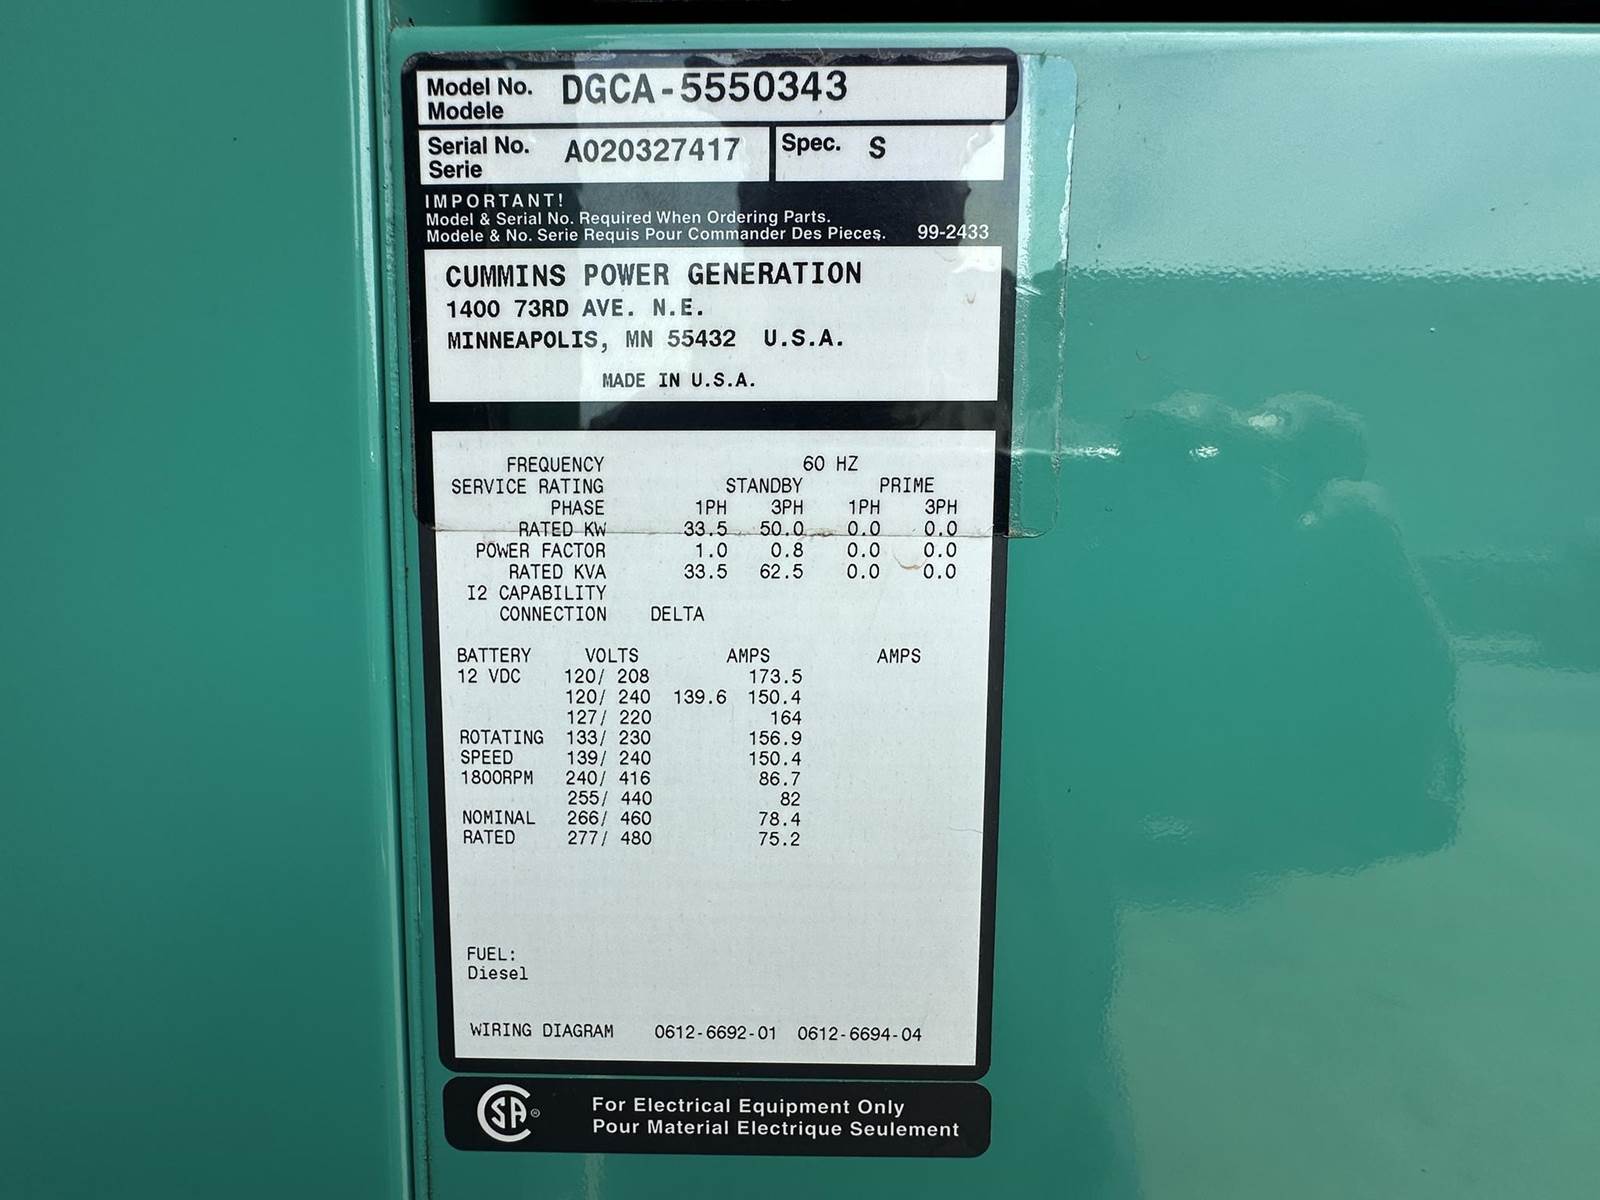 Model No. DGCA-5550343
Modele
Serial No. A020327417 Spec. S
Serie
IMPORTANT!
Model & Serial No. Required When Ordering Parts.
Modele & No. Serie Requis Pour Commander Des Pieces. 99-2433
CUMMINS POWER GENERATION
1400 73RD AVE. N.E.
MINNEAPOLIS, MN 55432 U.S.A.
MADE IN U.S.A.
FREQUENCY 60 HZ
SERVICE RATING STANDBY PRIME
PHASE 1PH 3PH 1PH 3PH
RATED KW 33.5 50.0 0.0 0.0
POWER FACTOR 1.0 0.8 0.0 0.0
RATED KVA 33.5 62.5 0.0 0.0
I2 CAPABILITY
CONNECTION DELTA
BATTERY VOLTS AMPS AMPS
12 VDC 120/ 208 173.5
120/ 240 139.6 150.4
127/ 220 164
ROTATING 133/ 230 156.9
SPEED 139/ 240 150.4
1800RPM 240/ 416 86.7
255/ 440 82
NOMINAL 266/ 460 78.4
RATED 277/ 480 75.2
FUEL:
Diesel
WIRING DIAGRAM 0612-6692-01 0612-6694-04
CSA ® For Electrical Equipment Only
Pour Material Electrique Seulement